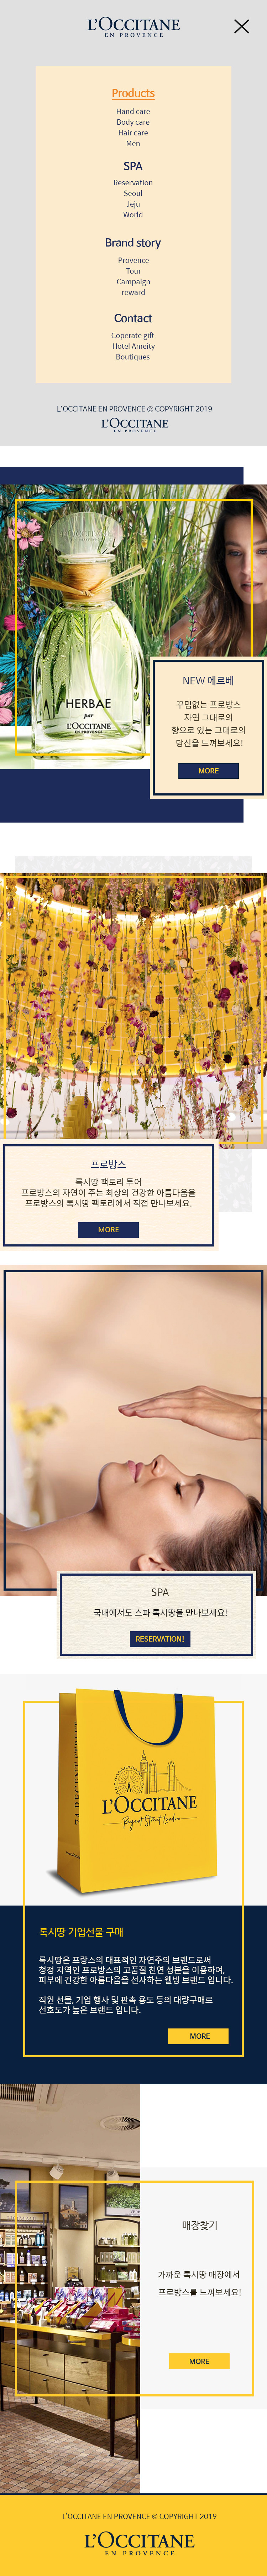 L'OCCITANE
EN PROVENCE
Products
Hand care
Body care
Hair care
Men
SPA
Reservation
Seoul
Jeju
World
Brand story
Provence
Tour
Campaign
reward
Contact
Coperate gift
Hotel Ameity
Boutiques
L'OCCITANE EN PROVENCE © COPYRIGHT 2019
L'OCCITANE
EN PROVENCE
HERBAE
par
L'OCCITANE
EN PROVENCE
NEW 에르베
꾸밈없는 프로방스
자연 그대로의
향으로 있는 그대로의
당신을 느껴보세요!
MORE
프로방스
록시땅 팩토리 투어
프로방스의 자연이 주는 최상의 건강한 아름다움을
프로방스의 록시땅 팩토리에서 직접 만나보세요.
MORE
SPA
국내에서도 스파 록시땅을 만나보세요!
RESERVATION!
L'OCCITANE
Regent Street London
록시땅 기업선물 구매
록시땅은 프랑스의 대표적인 자연주의 브랜드로써
청정 지역인 프로방스의 고품질 천연 성분을 이용하여,
피부에 건강한 아름다움을 선사하는 웰빙 브랜드 입니다.
직원 선물, 기업 행사 및 판촉 용도 등의 대량구매로
선호도가 높은 브랜드 입니다.
MORE
매장찾기
가까운 록시땅 매장에서
프로방스를 느껴보세요!
MORE
L'OCCITANE EN PROVENCE © COPYRIGHT 2019
L'OCCITANE
EN PROVENCE